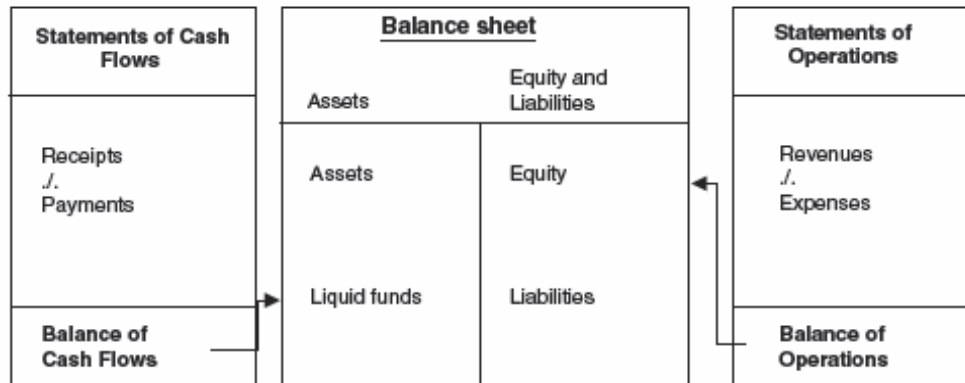 Statements of Cash
Flows
Receipts
./.
Payments
Balance of
Cash Flows
Balance sheet
Assets
Equity and
Liabilities
Assets
Equity
Liquid funds
Liabilities
Statements of
Operations
Revenues
./.
Expenses
Balance of
Operations